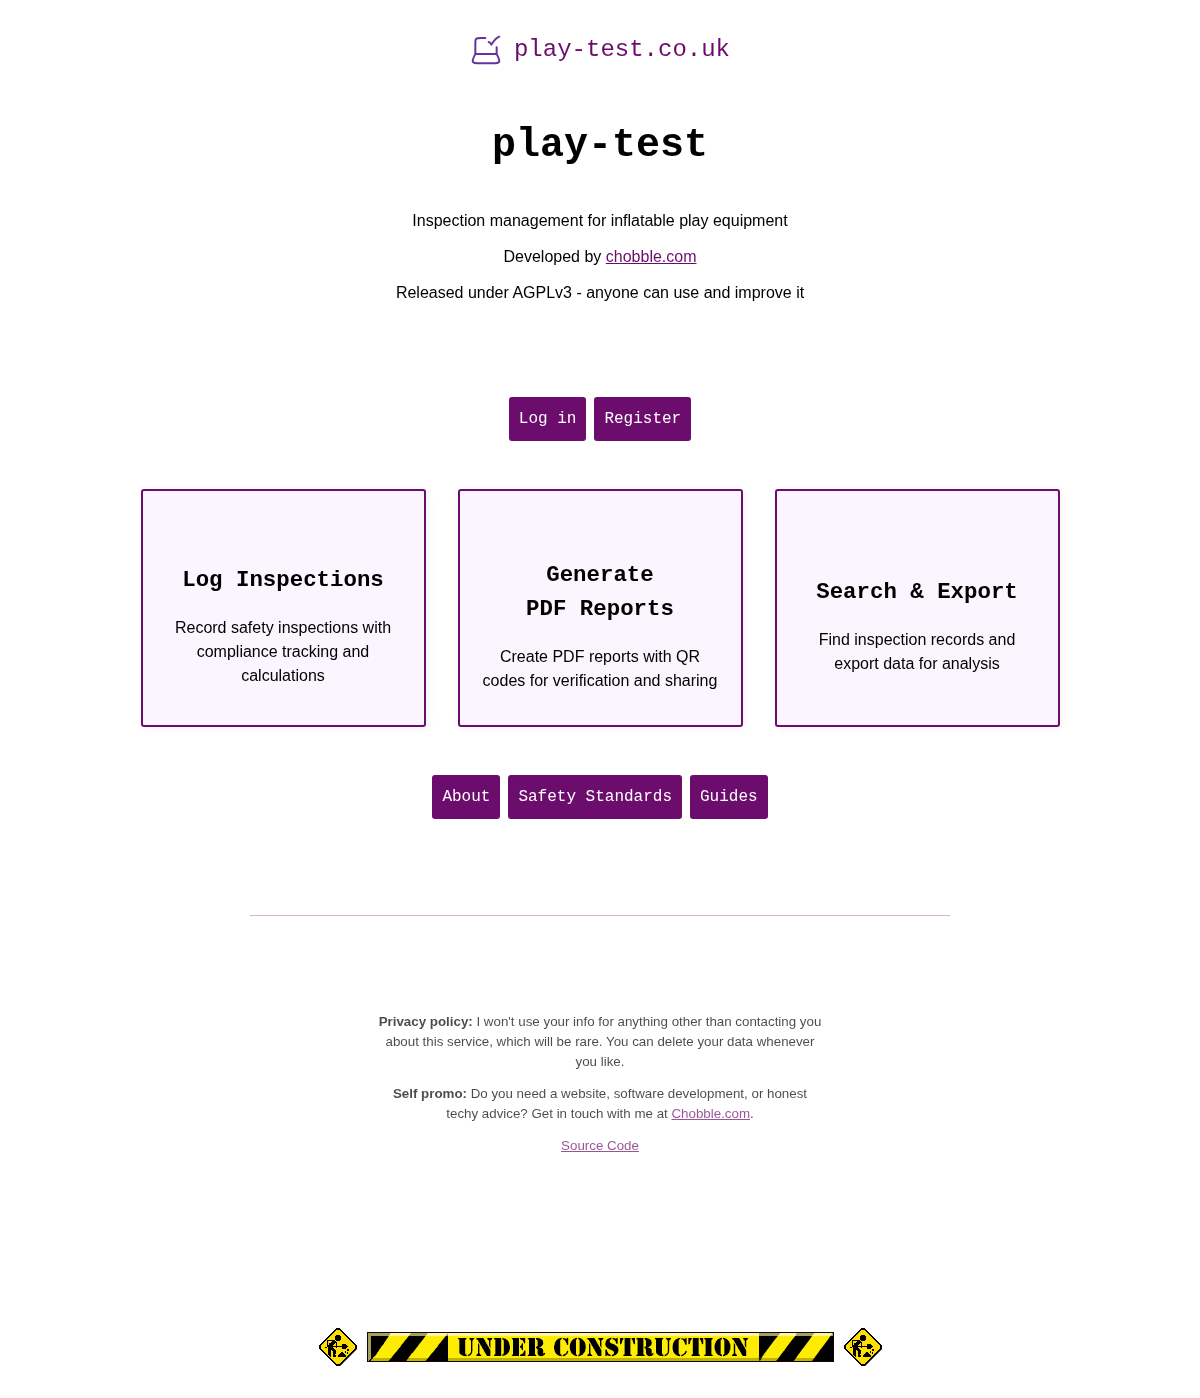 play-test.co.uk
play-test
Inspection management for inflatable play equipment
Developed by chobble.com
Released under AGPLv3 - anyone can use and improve it
Log in
Register
Log Inspections
Record safety inspections with
compliance tracking and
calculations
Generate
PDF Reports
Create PDF reports with QR
codes for verification and sharing
Search & Export
Find inspection records and
export data for analysis
About
Safety Standards
Guides
Privacy policy: I won't use your info for anything other than contacting you
about this service, which will be rare. You can delete your data whenever
you like.
Self promo: Do you need a website, software development, or honest
techy advice? Get in touch with me at Chobble.com.
Source Code
UNDER CONSTRUCTION